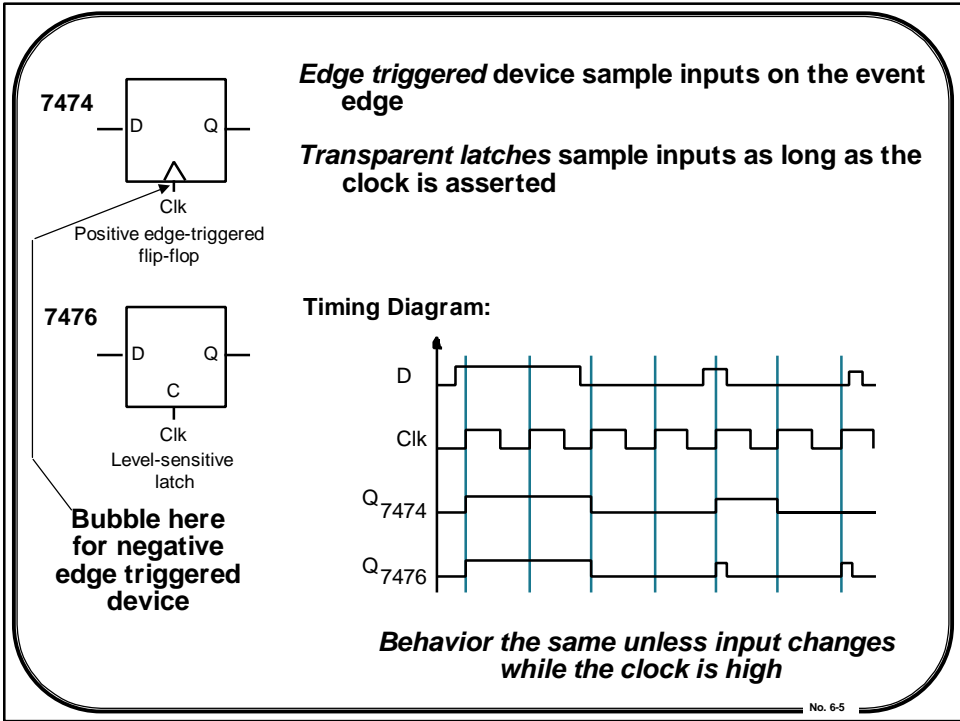 7474
D Q
Clk
Positive edge-triggered
flip-flop
7476
D Q
C
Clk
Level-sensitive
latch
Bubble here
for negative
edge triggered
device
Edge triggered device sample inputs on the event
edge
Transparent latches sample inputs as long as the
clock is asserted
Timing Diagram:
D
Clk
Q7474
Q7476
Behavior the same unless input changes
while the clock is high
No. 6-5